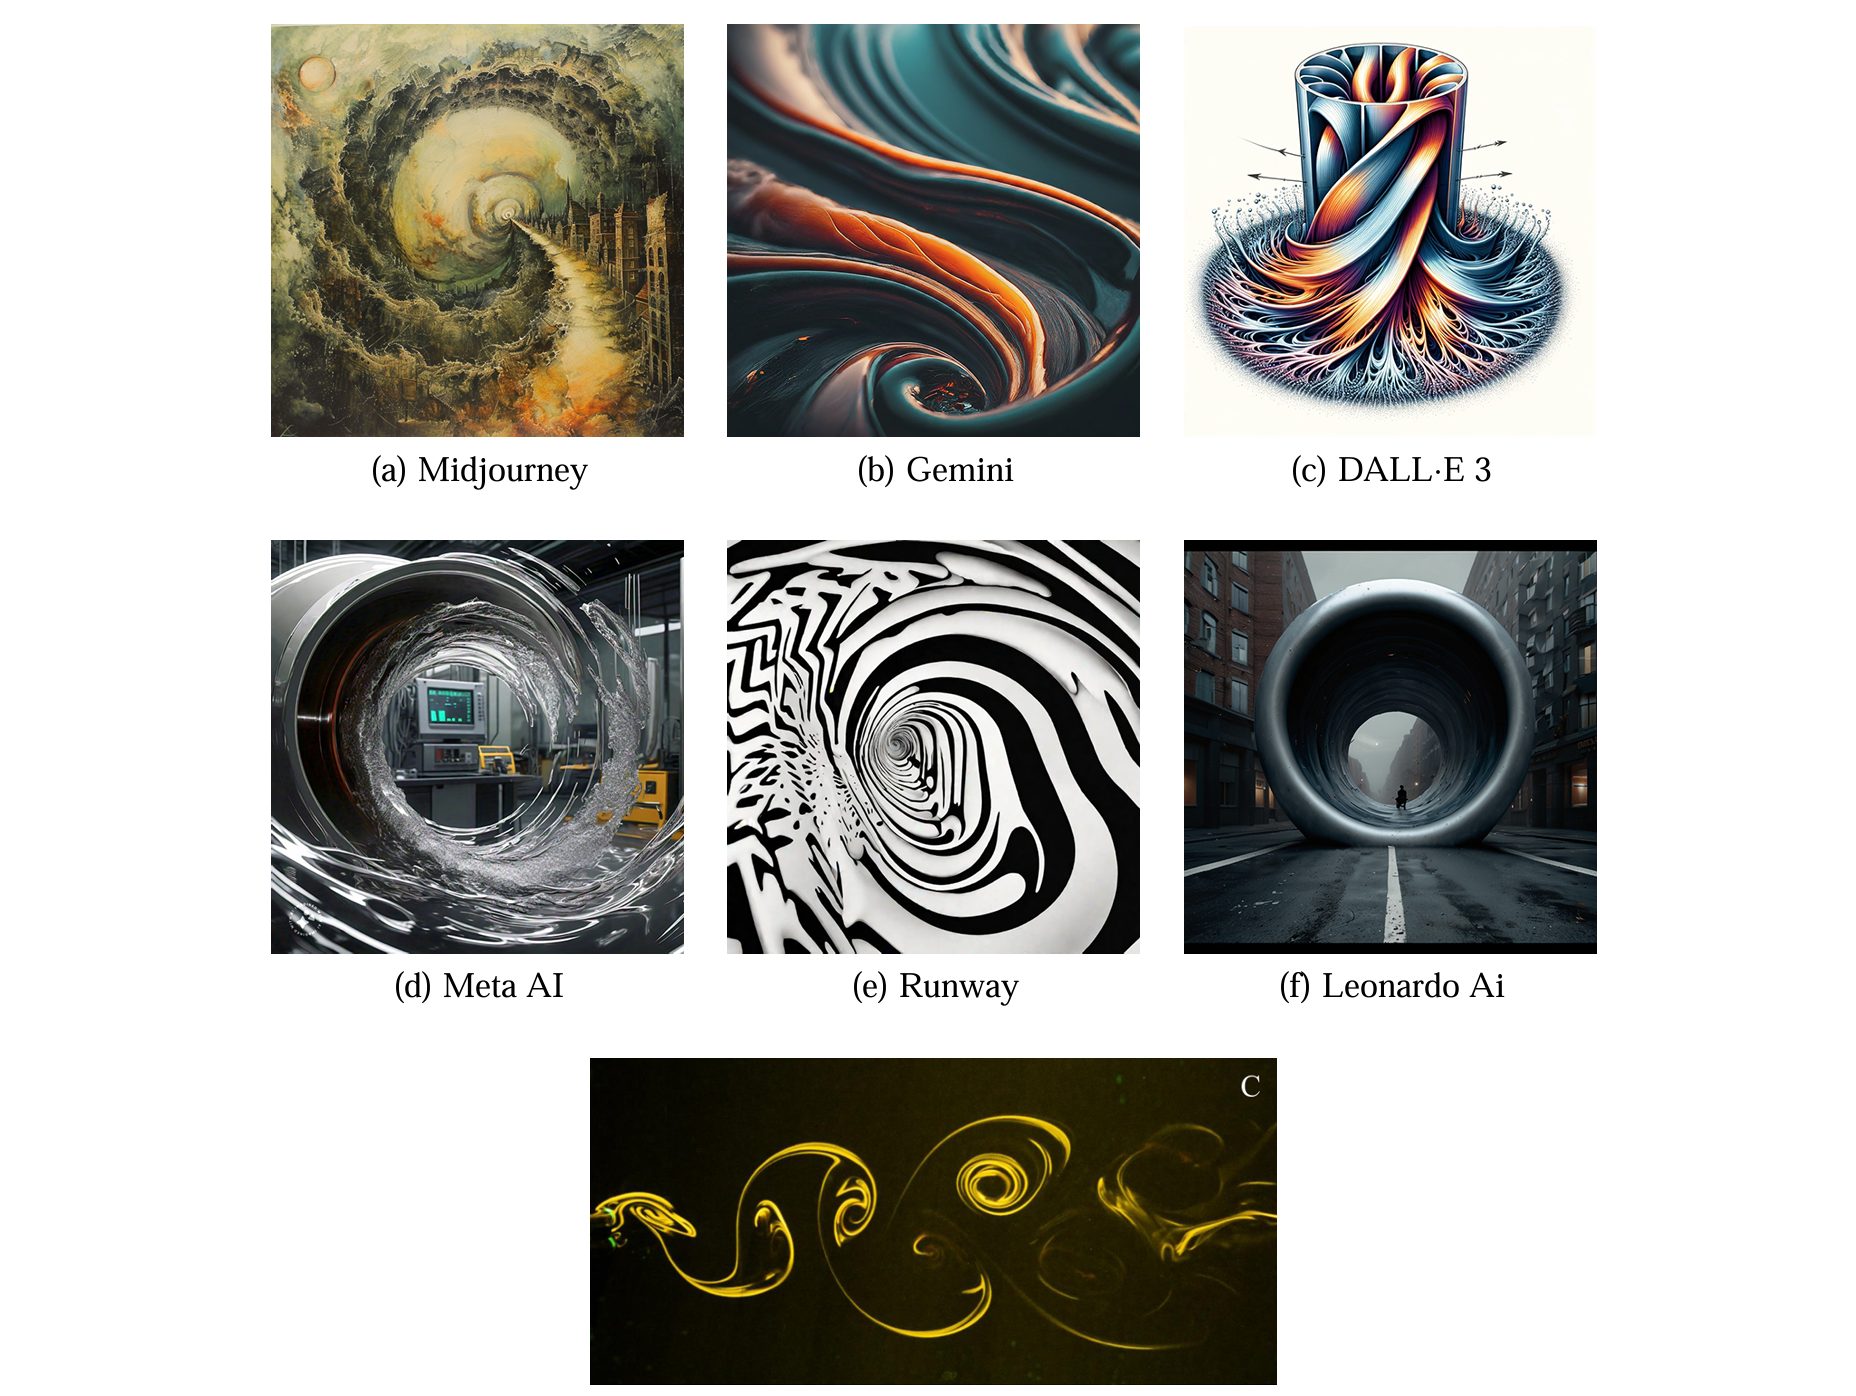 (a) Midjourney
(b) Gemini
(c) DALL·E 3
(d) Meta AI
(e) Runway
(f) Leonardo Ai
C